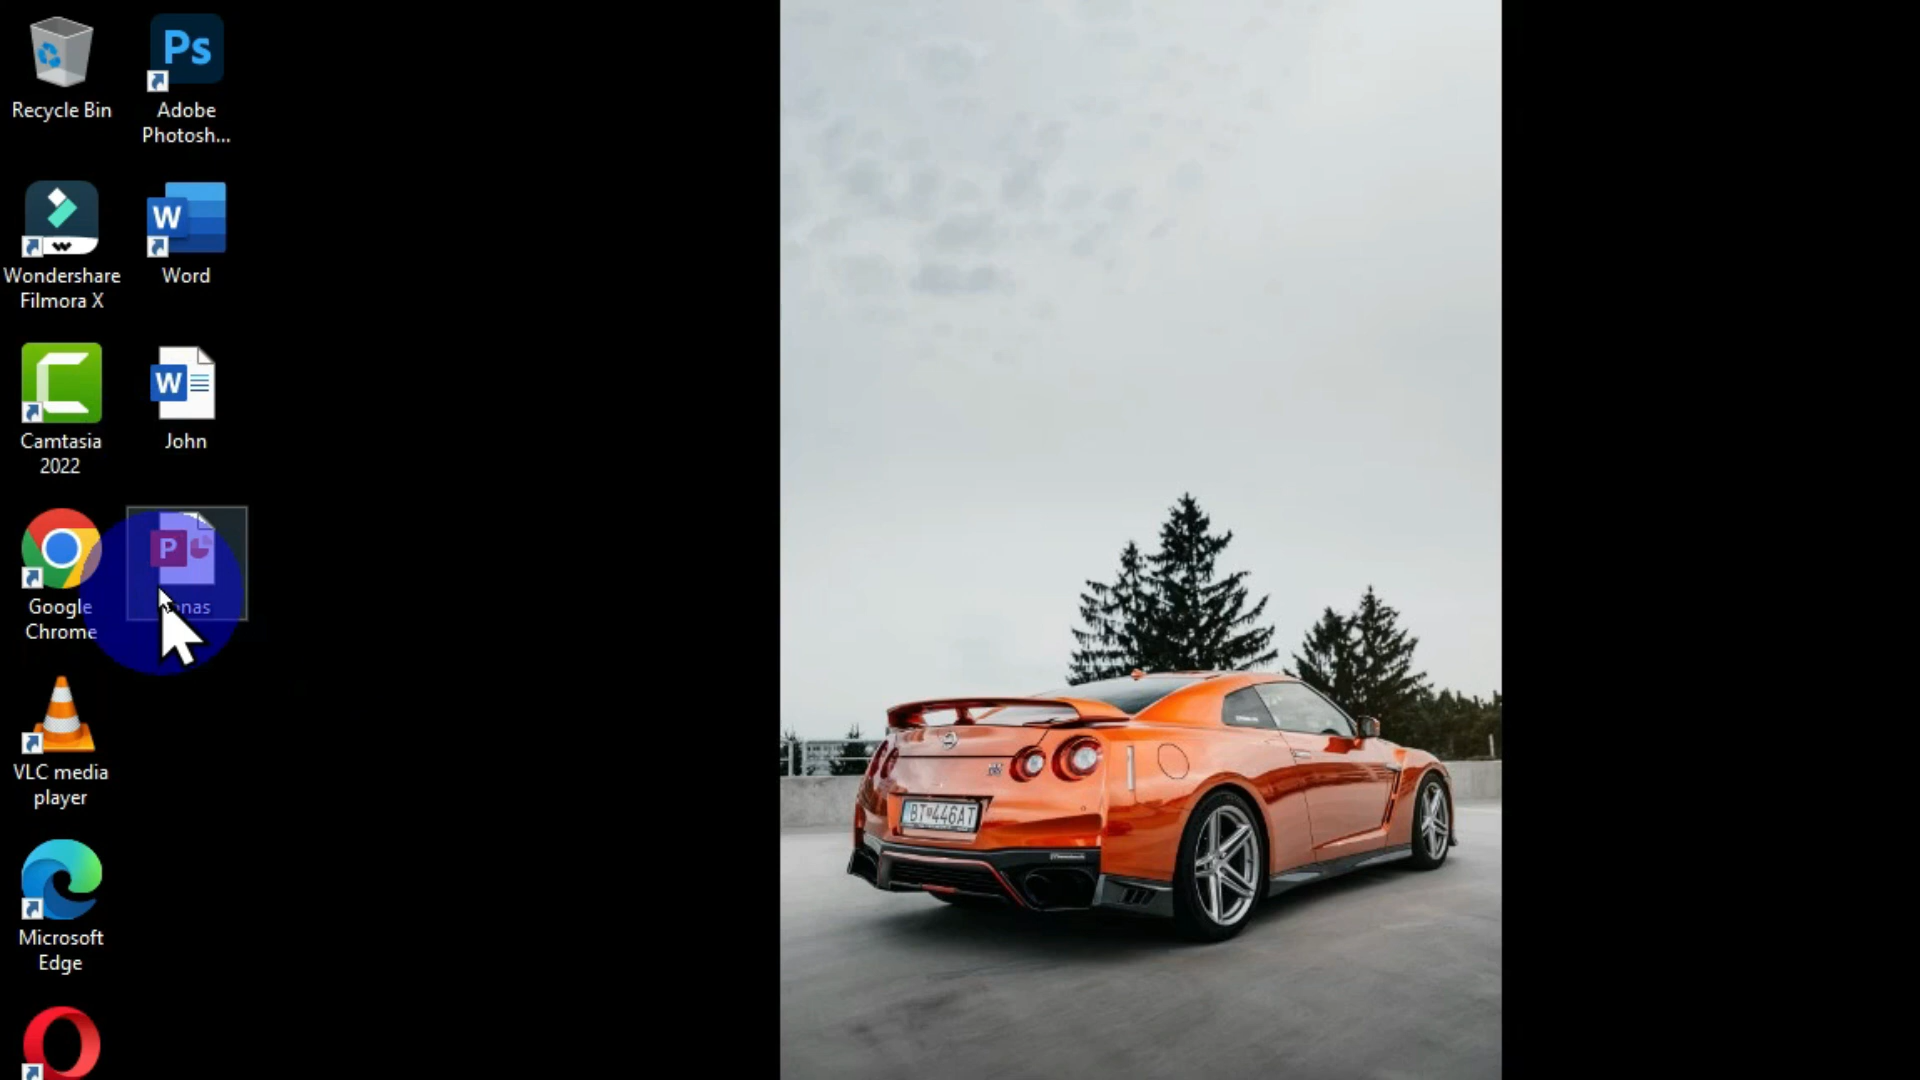 Recycle Bin
Ps
Adobe
Photosh...
Wondershare
Filmora X
W
Word
Camtasia
2022
W
John
Google
Chrome
P
VLC media
player
Microsoft
Edge
BT 446AT